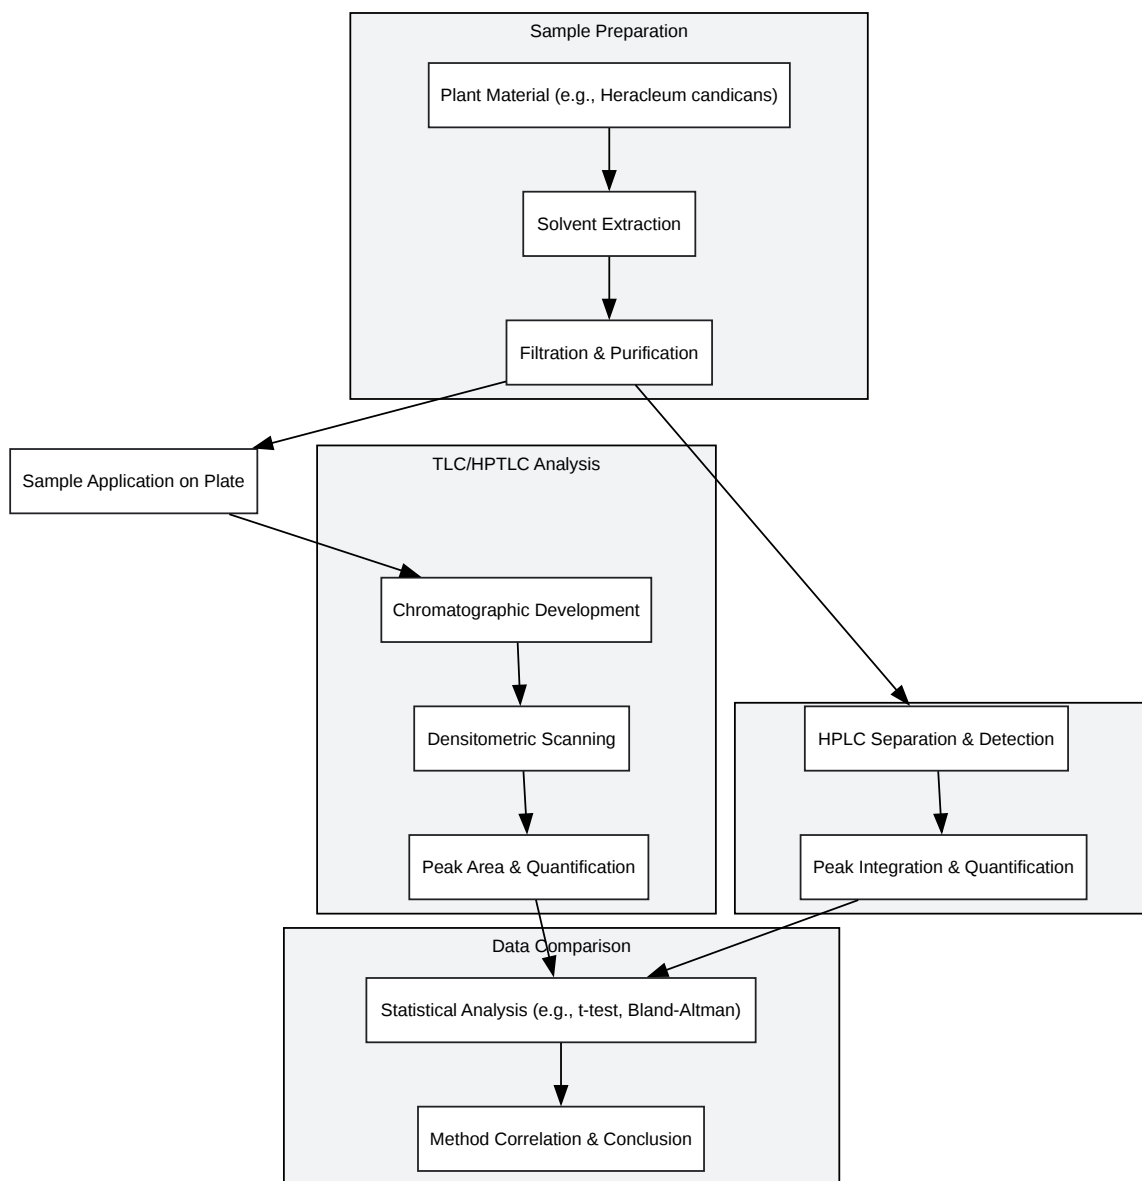 Sample Preparation
Plant Material (e.g., Heracleum candicans)
Solvent Extraction
Filtration & Purification
Sample Application on Plate
TLC/HPTLC Analysis
Chromatographic Development
Densitometric Scanning
Peak Area & Quantification
HPLC Separation & Detection
Peak Integration & Quantification
Data Comparison
Statistical Analysis (e.g., t-test, Bland-Altman)
Method Correlation & Conclusion